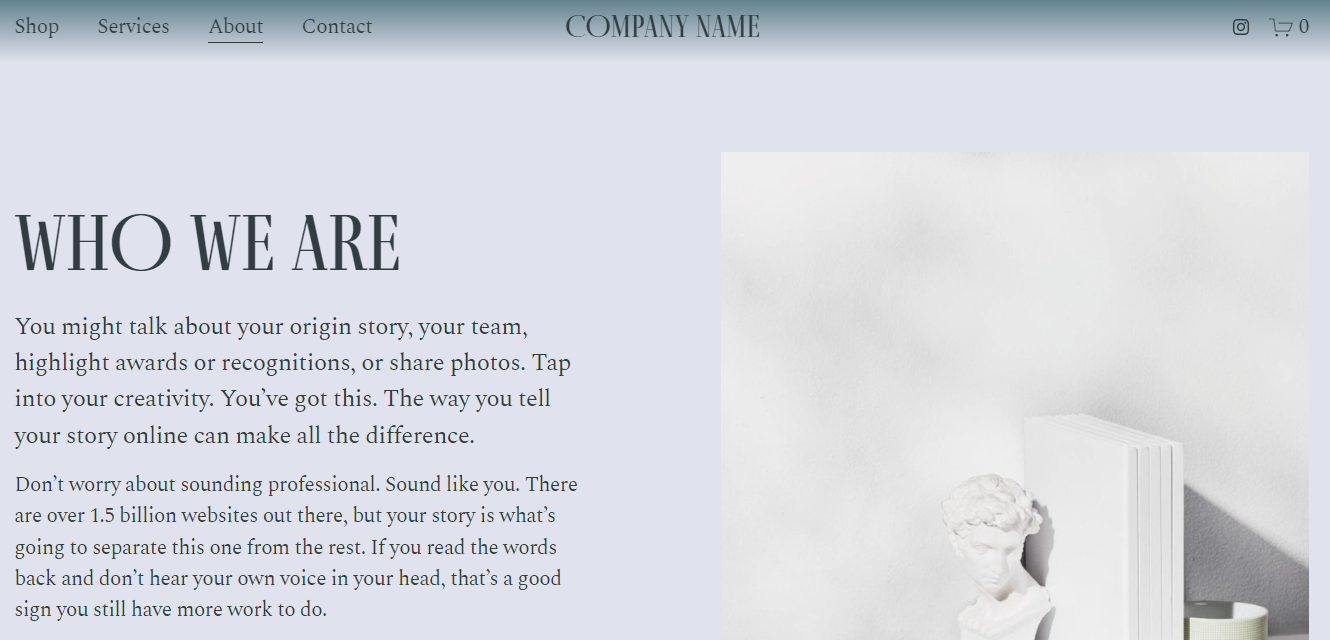 Shop Services About Contact COMPANY NAME 0
WHO WE ARE
You might talk about your origin story, your team,
highlight awards or recognitions, or share photos. Tap
into your creativity. You’ve got this. The way you tell
your story online can make all the difference.
Don’t worry about sounding professional. Sound like you. There
are over 1.5 billion websites out there, but your story is what’s
going to separate this one from the rest. If you read the words
back and don’t hear your own voice in your head, that’s a good
sign you still have more work to do.